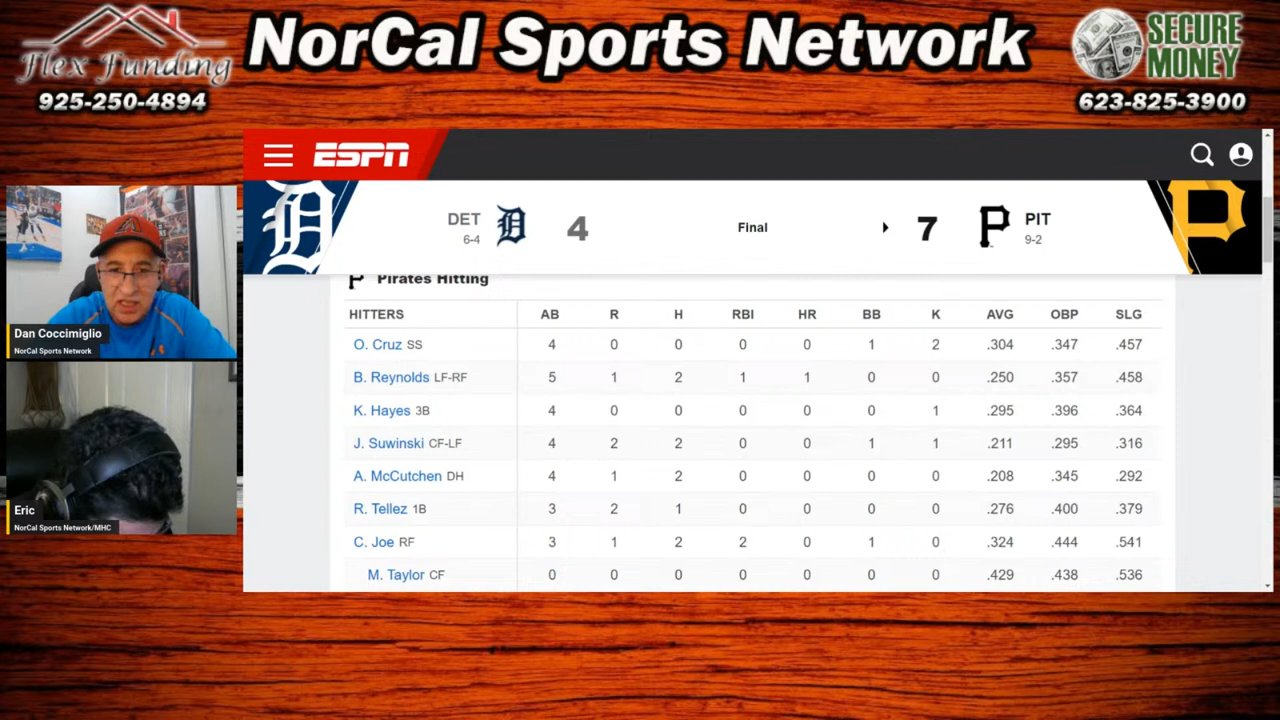 Flex Funding
925-250-4894
NorCal Sports Network
SECURE
MONEY
623-825-3900
ESPN
DET
6-4
4
Final
7
PIT
9-2
Pirates Hitting
HITTERS AB R H RBI HR BB K AVG OBP SLG
O. Cruz SS 4 0 0 0 0 1 2 .304 .347 .457
B. Reynolds LF-RF 5 1 2 1 1 0 0 .250 .357 .458
K. Hayes 3B 4 0 0 0 0 0 1 .295 .396 .364
J. Suwinski CF-LF 4 2 2 0 0 1 1 .211 .295 .316
A. McCutchen DH 4 1 2 0 0 0 0 .208 .345 .292
R. Tellez 1B 3 2 1 0 0 0 0 .276 .400 .379
C. Joe RF 3 1 2 2 0 1 0 .324 .444 .541
M. Taylor CF 0 0 0 0 0 0 0 .429 .438 .536
Dan Coccimiglio
NorCal Sports Network
Eric
NorCal Sports Network/MHC